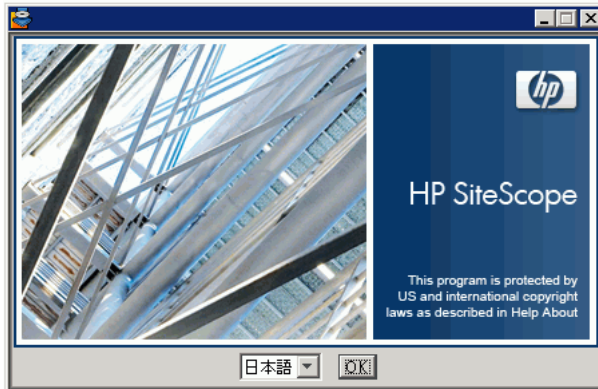 hp
HP SiteScope
This program is protected by
US and international copyright
laws as described in Help About
日本語
OK